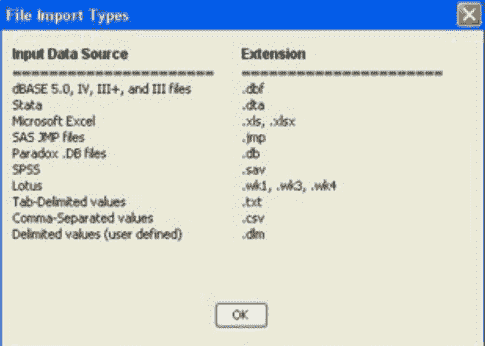 File Import Types
Input Data Source Extension
====================== ======================
dBASE 5.0, IV, III+, and III files .dbf
Stata .dta
Microsoft Excel .xls, .xlsx
SAS JMP files .jmp
Paradox .DB files .db
SPSS .sav
Lotus .wk1, .wk3, .wk4
Tab-Delimited values .txt
Comma-Separated values .csv
Delimited values (user defined) .dlm
OK